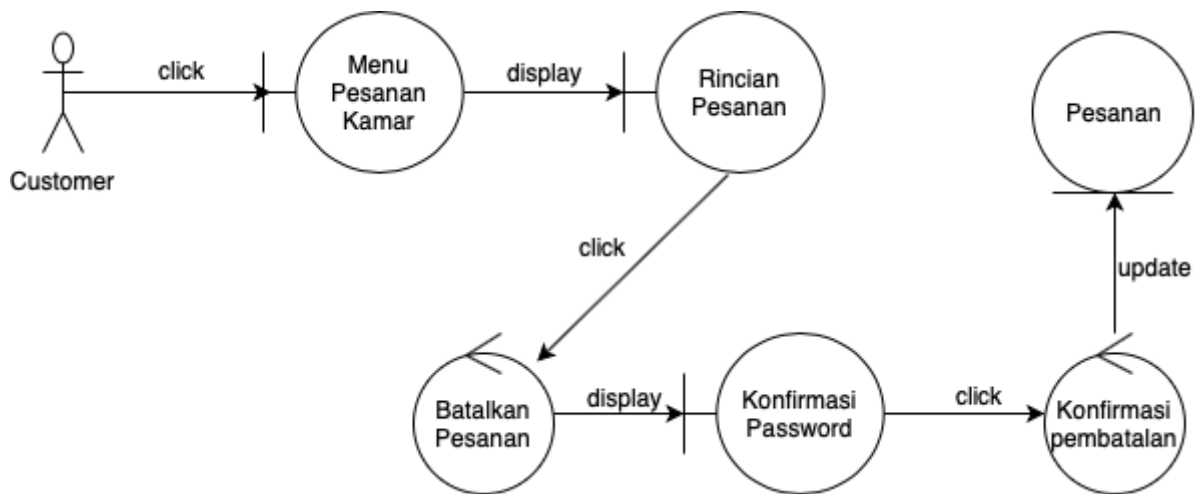 click
Menu
Pesanan
Kamar
display
Rincian
Pesanan
Pesanan
Customer
click
update
Batalkan
Pesanan
display
Konfirmasi
Password
click
Konfirmasi
pembatalan